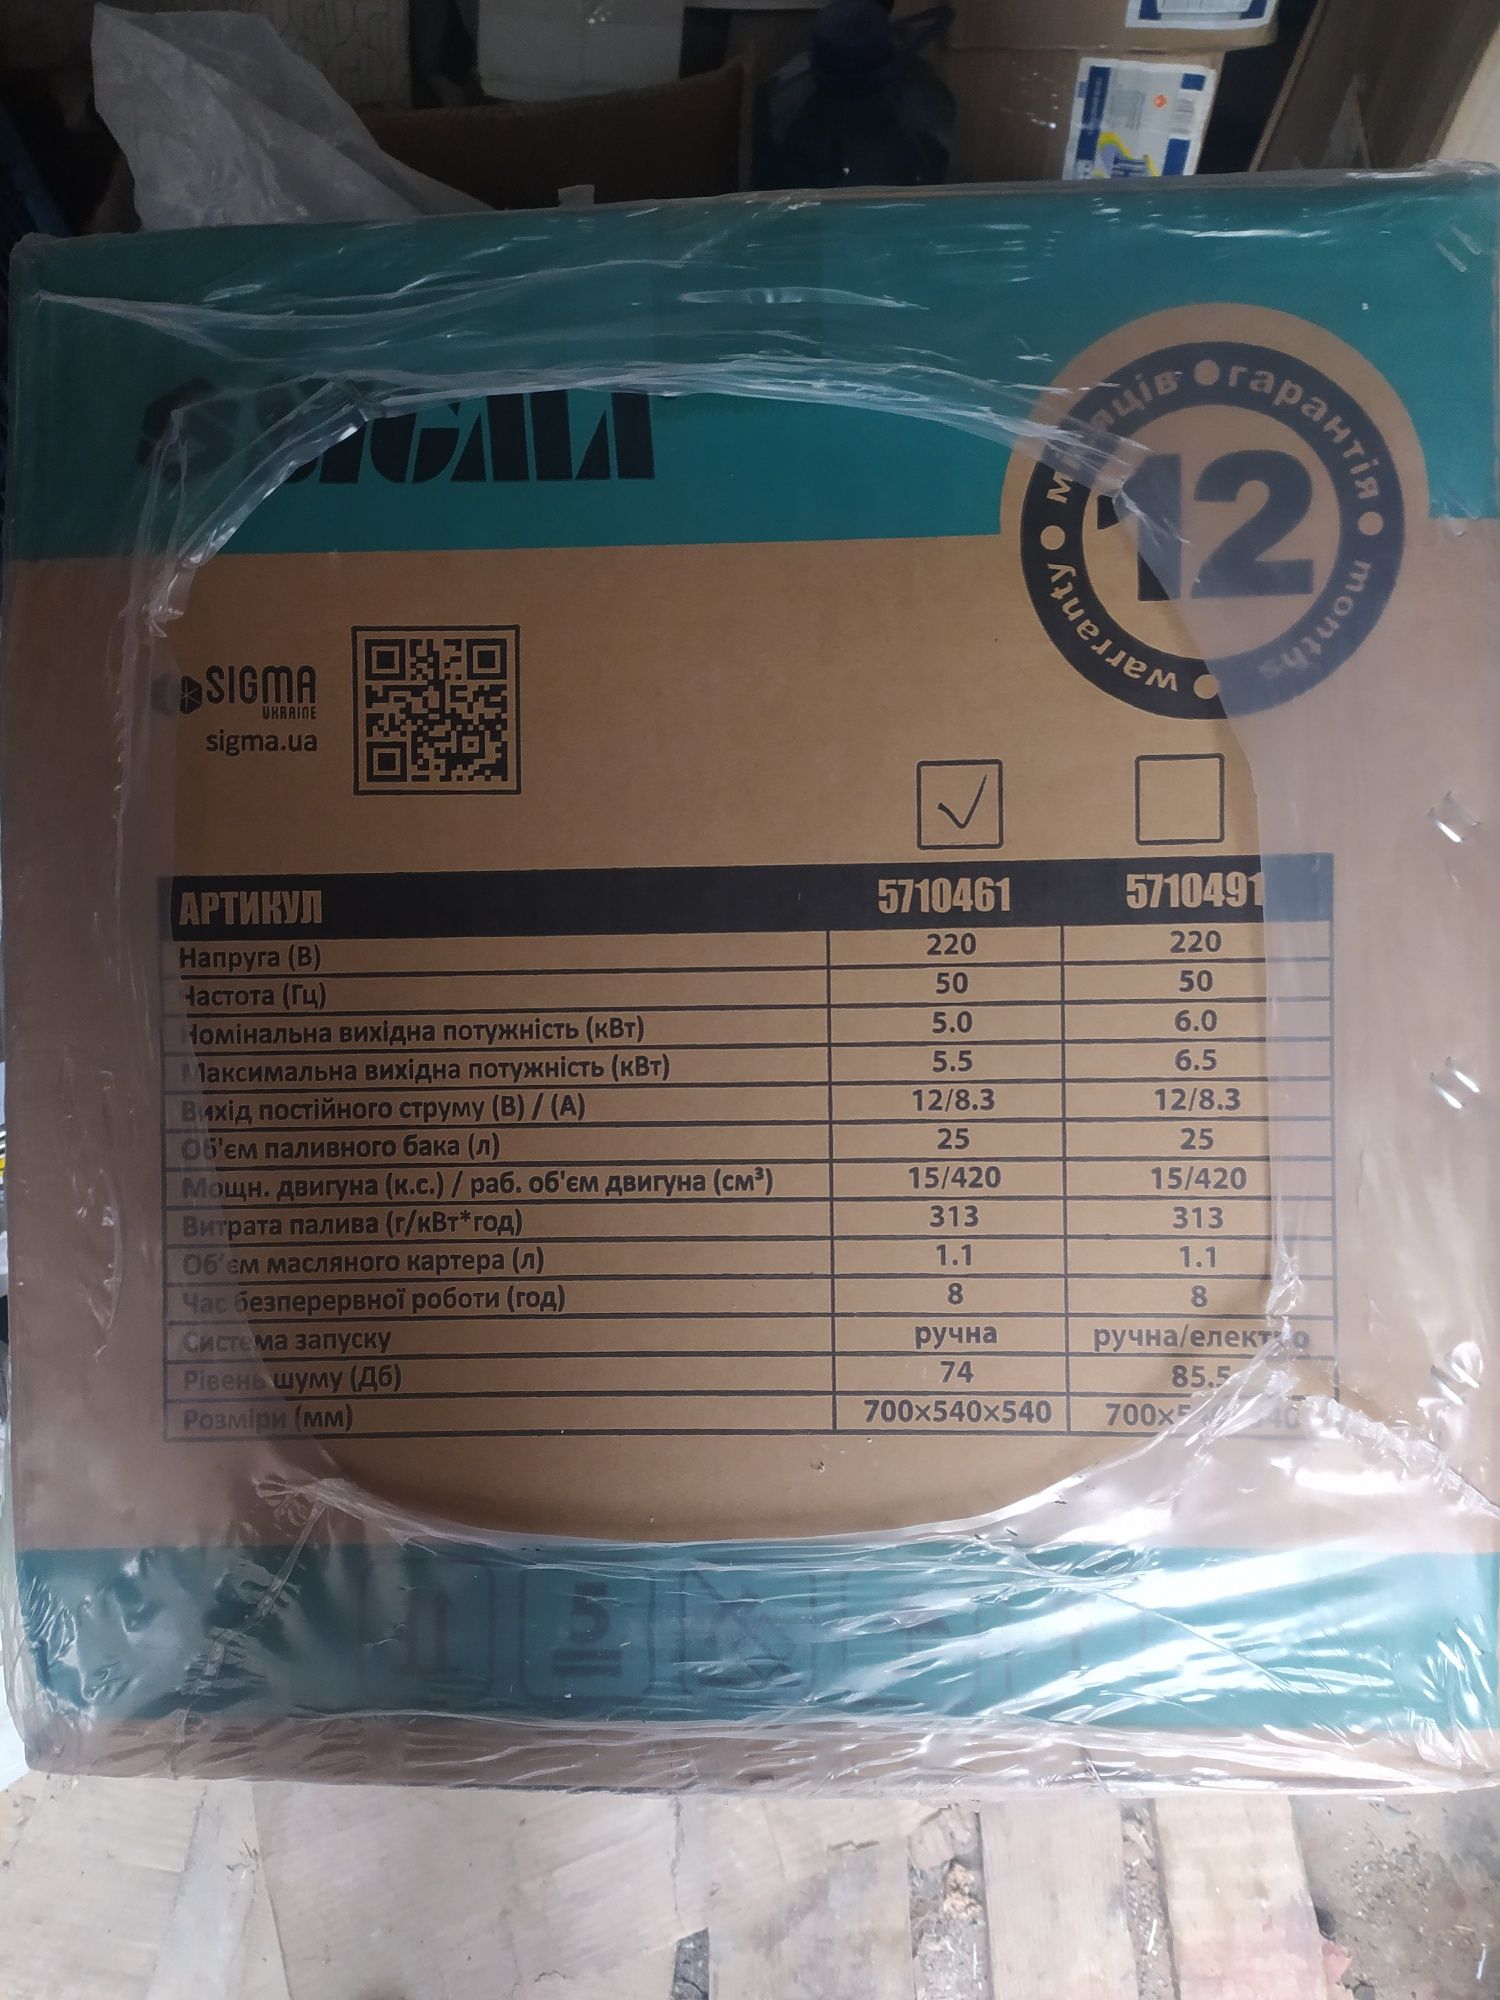 SIGMA
місяців • гарантія • months • warranty •
12
SIGMA
UKRAINE
sigma.ua
АРТИКУЛ 5710461 5710491
Напруга (В) 220 220
Частота (Гц) 50 50
Номінальна вихідна потужність (кВт) 5.0 6.0
Максимальна вихідна потужність (кВт) 5.5 6.5
Вихід постійного струму (В) / (А) 12/8.3 12/8.3
Об'єм паливного бака (л) 25 25
Мощн. двигуна (к.с.) / раб. об'єм двигуна (см³) 15/420 15/420
Витрата палива (г/кВт*год) 313 313
Об'єм масляного картера (л) 1.1 1.1
Час безперервної роботи (год) 8 8
Система запуску ручна ручна/електро
Рівень шуму (Дб) 74 85.5
Розміри (мм) 700×540×540 700×540×540
5